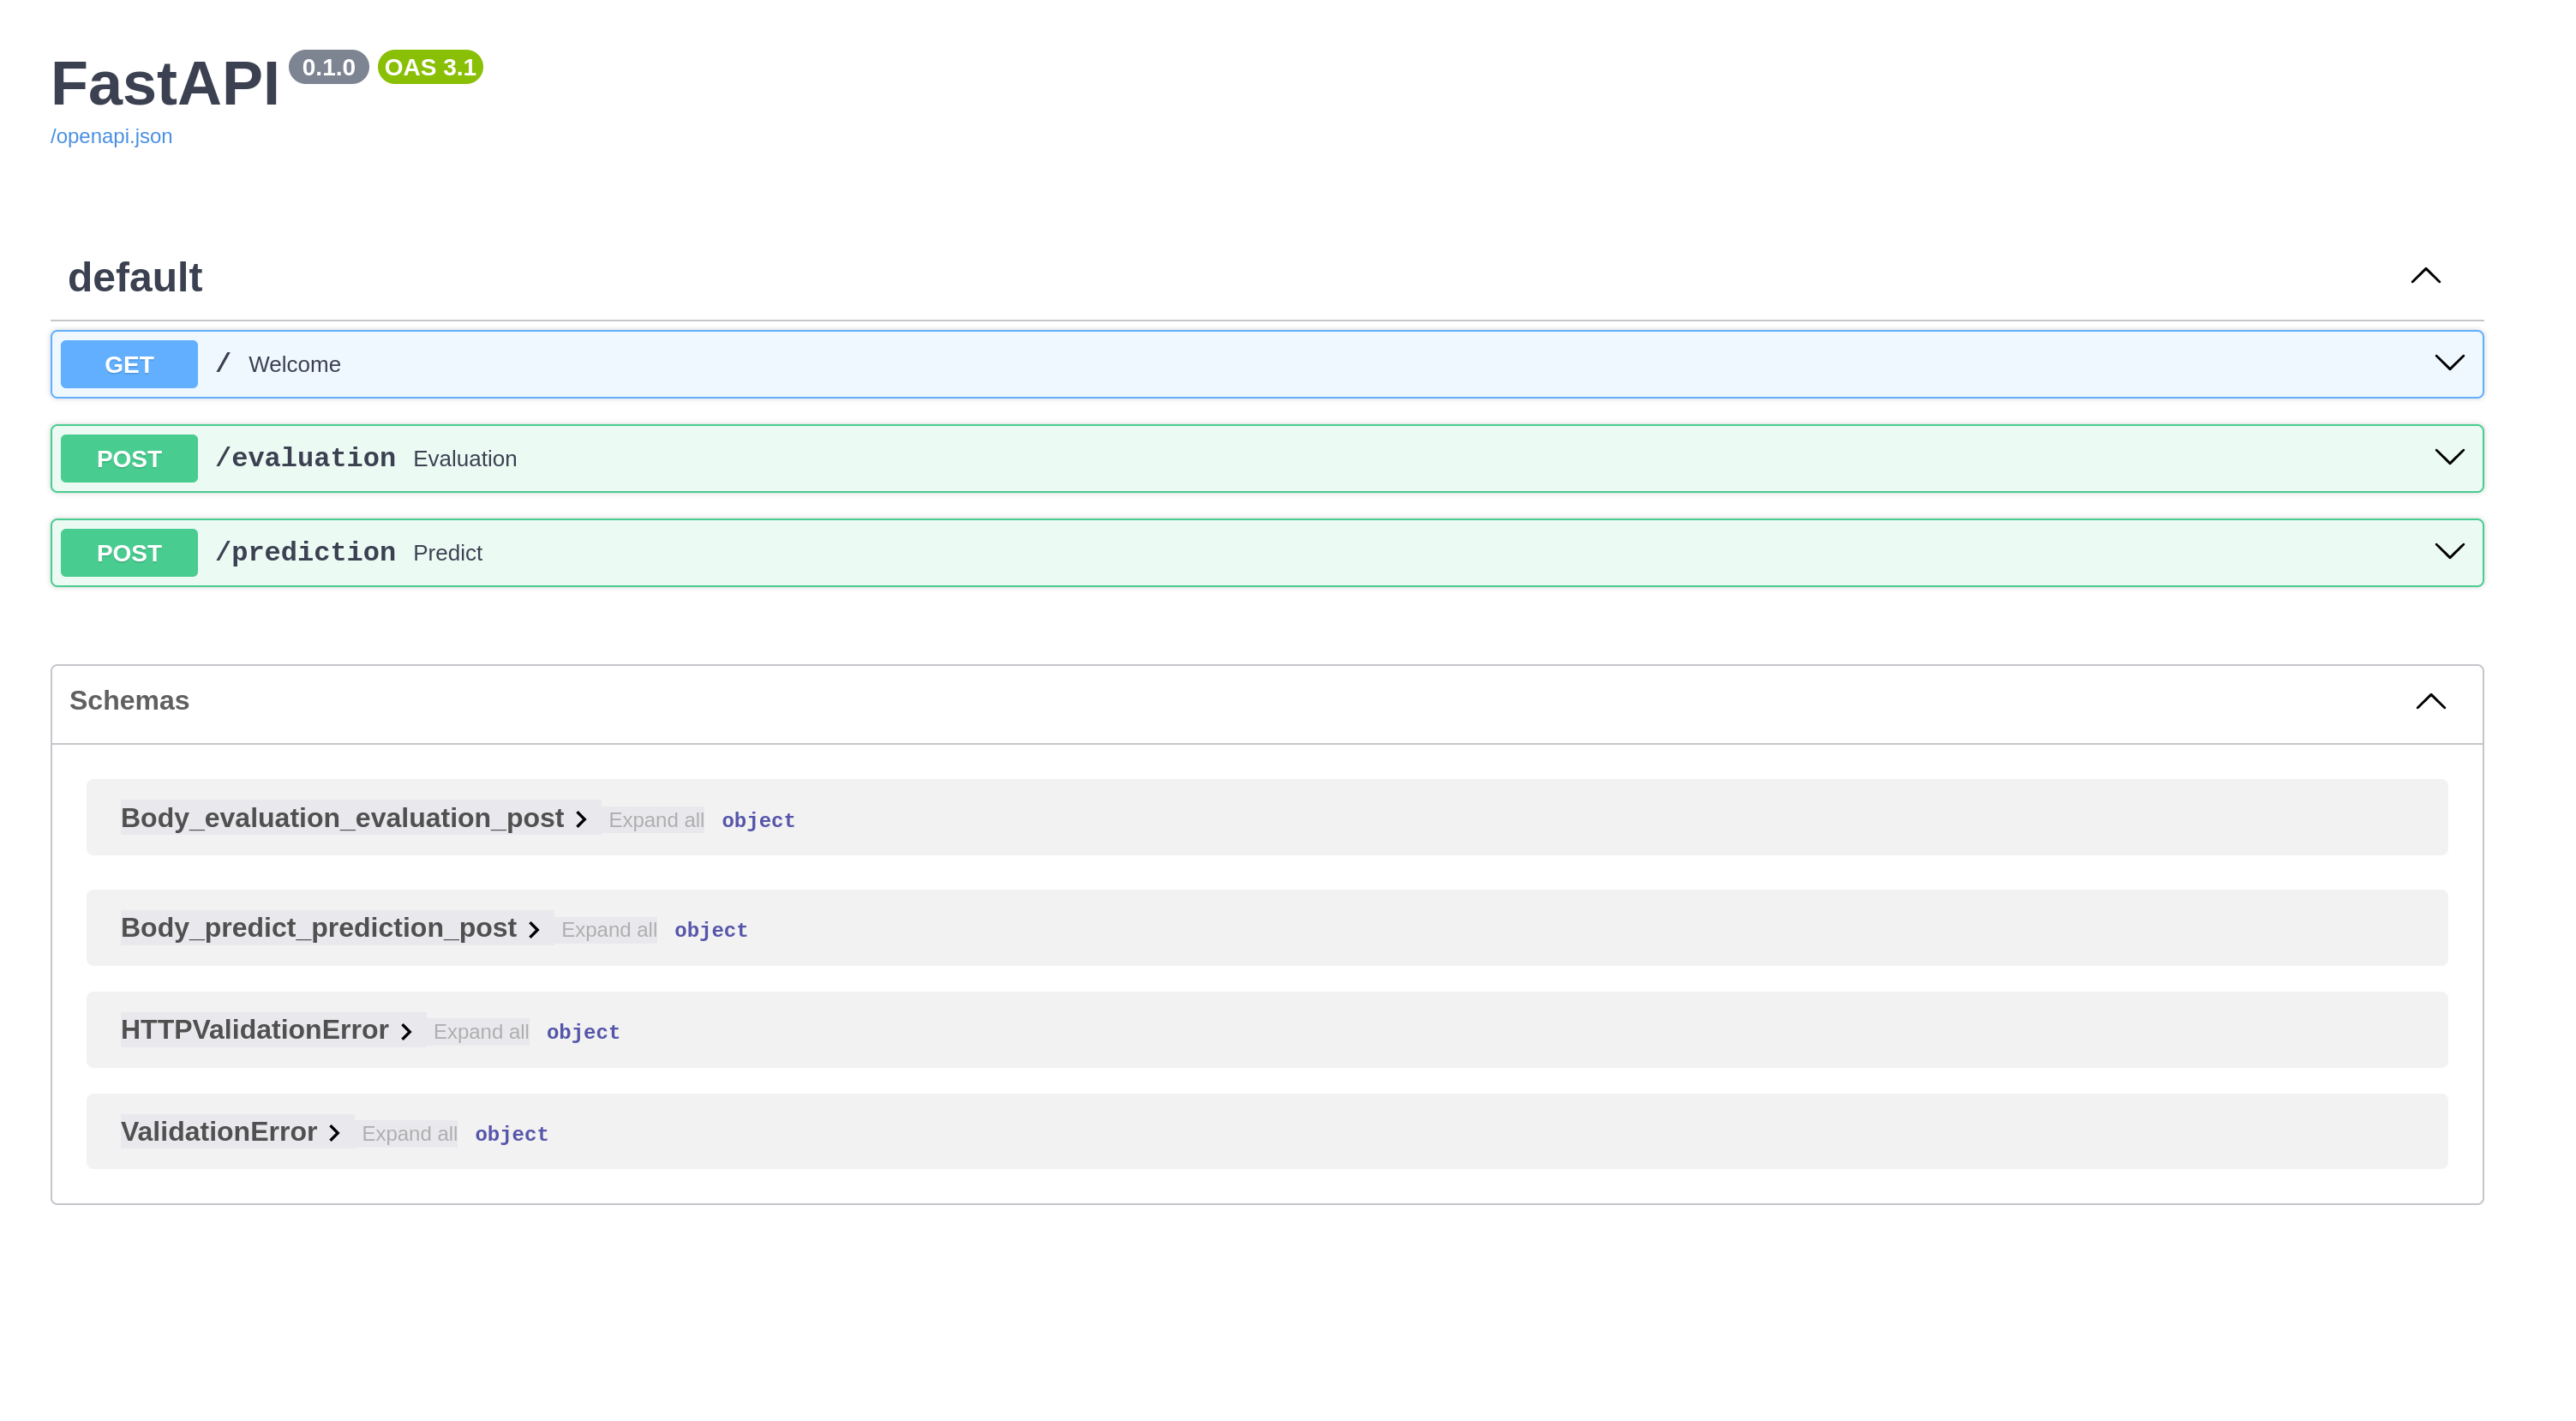 FastAPI 0.1.0 OAS 3.1
/openapi.json
default
GET / Welcome
POST /evaluation Evaluation
POST /prediction Predict
Schemas
Body_evaluation_evaluation_post Expand all object
Body_predict_prediction_post Expand all object
HTTPValidationError Expand all object
ValidationError Expand all object